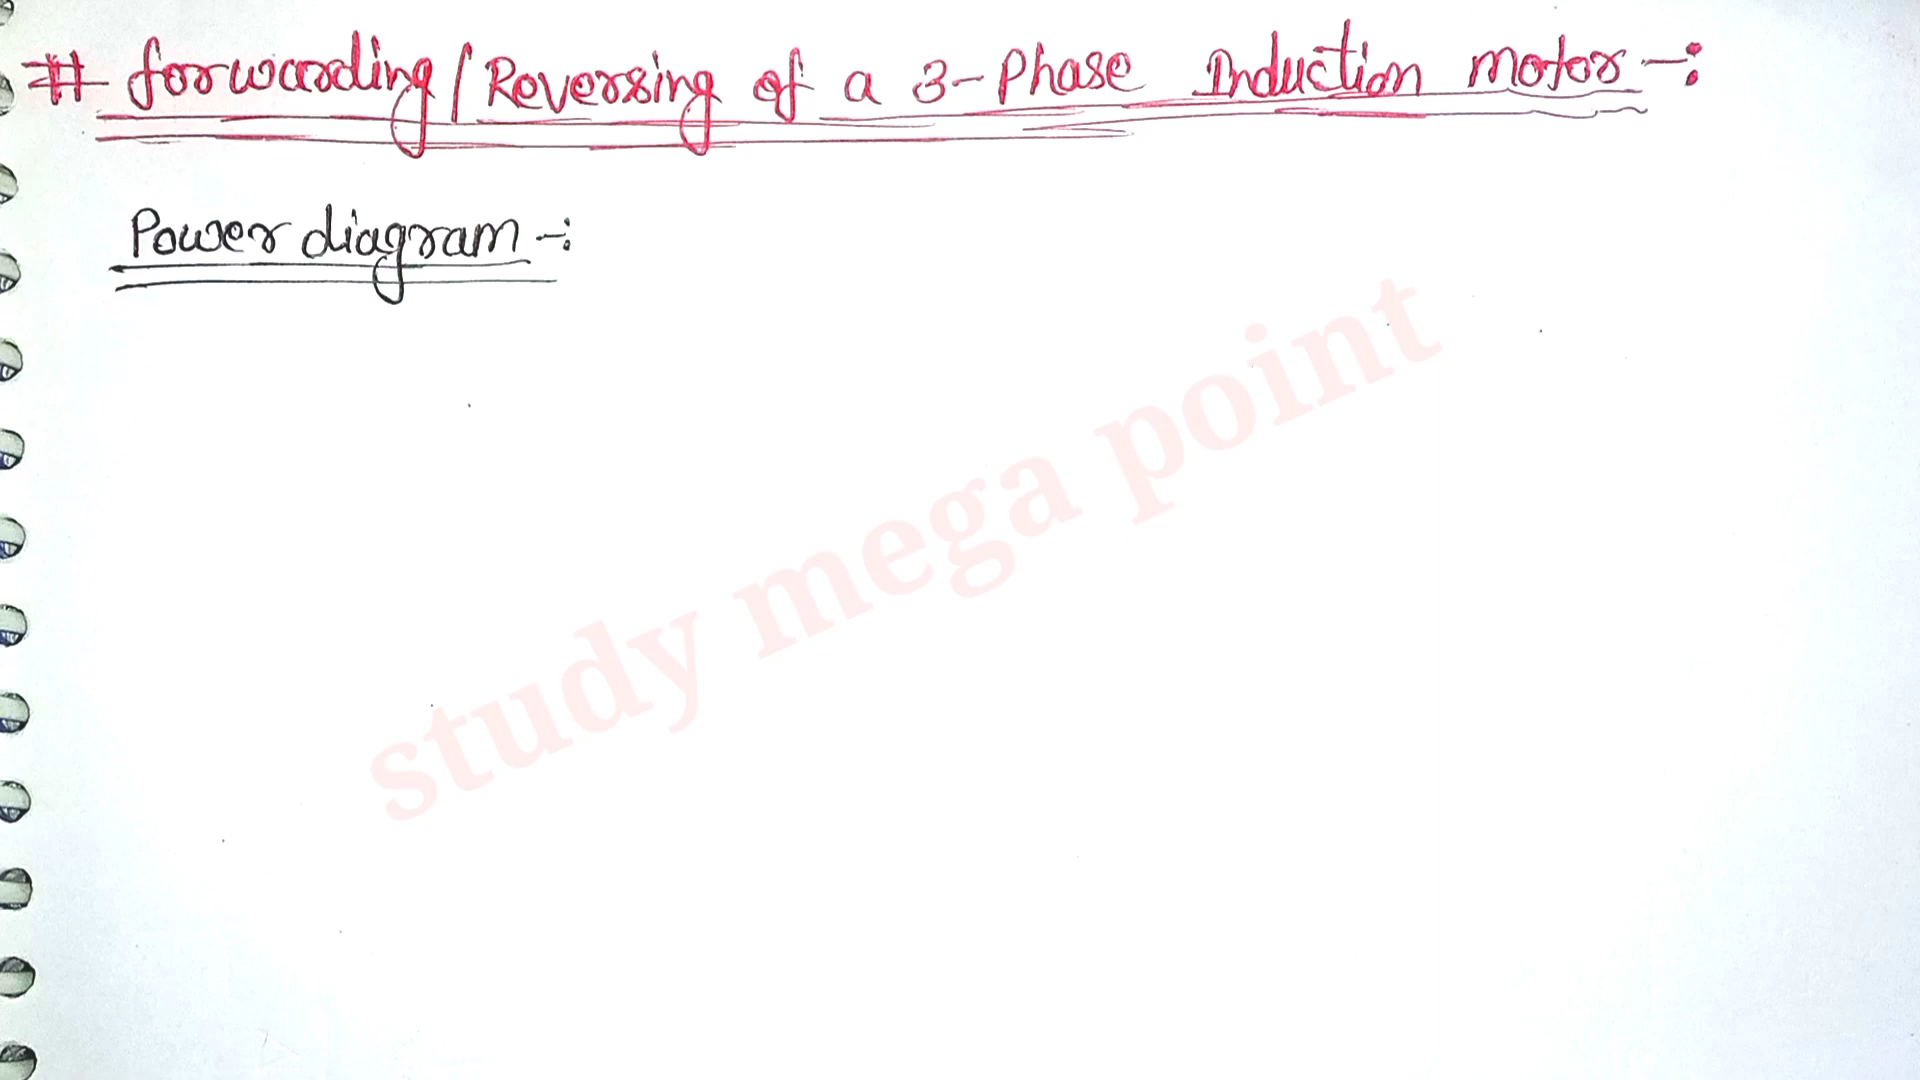 # forwarding/Reversing of a 3-Phase Induction motor -:
Power diagram -:
study mega point